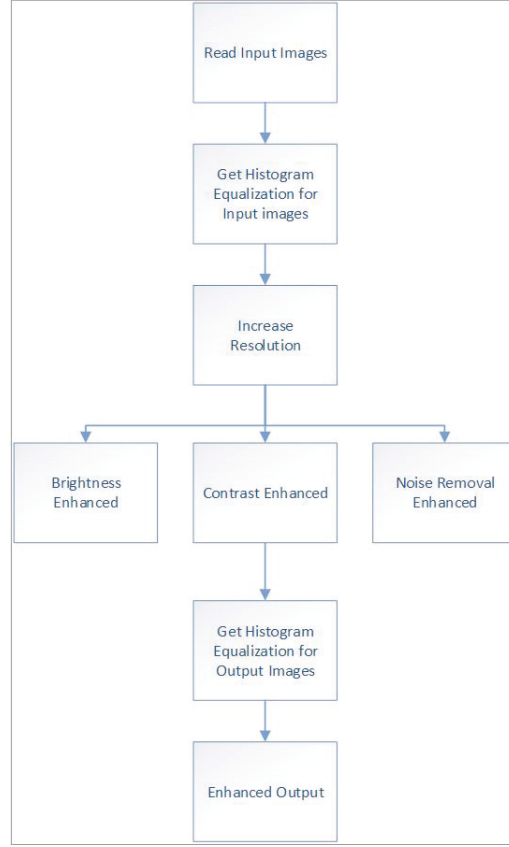 Read Input Images
Get Histogram
Equalization for
Input images
Increase
Resolution
Brightness
Enhanced
Contrast Enhanced
Noise Removal
Enhanced
Get Histogram
Equalization for
Output Images
Enhanced Output